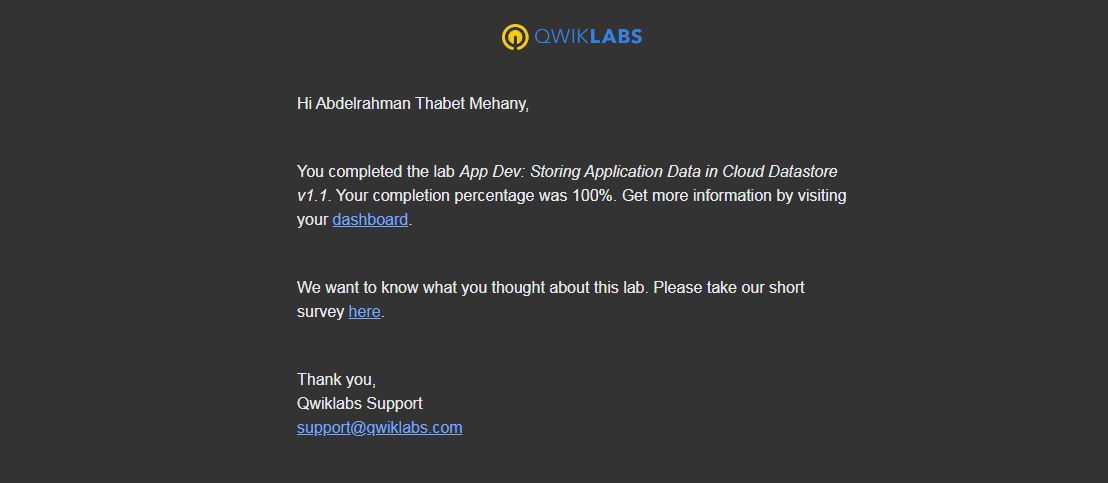 QWIKLABS
Hi Abdelrahman Thabet Mehany,
You completed the lab App Dev: Storing Application Data in Cloud Datastore
v1.1. Your completion percentage was 100%. Get more information by visiting
your dashboard.
We want to know what you thought about this lab. Please take our short
survey here.
Thank you,
Qwiklabs Support
support@qwiklabs.com